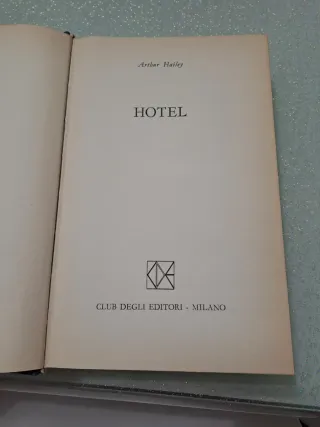 Arthur Hailey
HOTEL
CLUB DEGLI EDITORI - MILANO